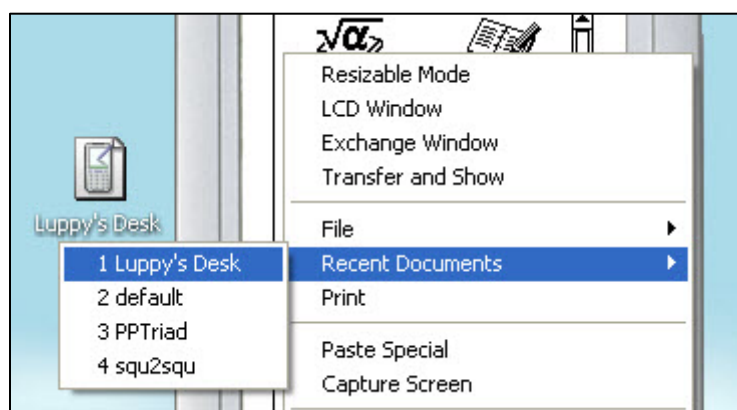 2√α
Resizable Mode
LCD Window
Exchange Window
Transfer and Show
Luppy's Desk
File
Recent Documents
Print
1 Luppy's Desk
2 default
3 PPTriad
4 squ2squ
Paste Special
Capture Screen